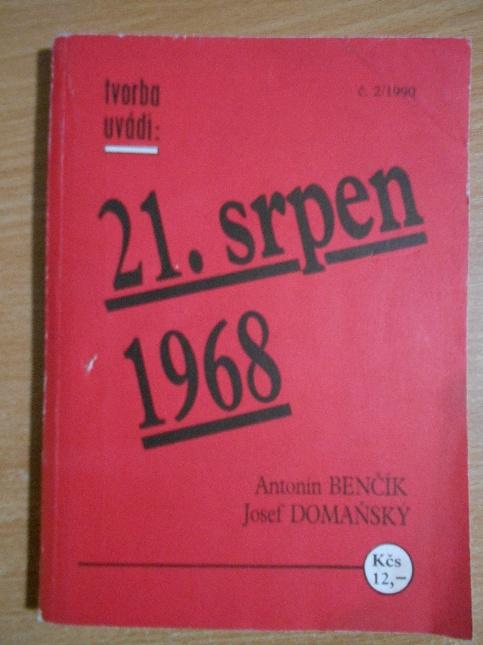 tvorba
uvádí:
č. 2/1990
21. srpen
1968
Antonín BENČÍK
Josef DOMAŇSKÝ
Kčs
12,–